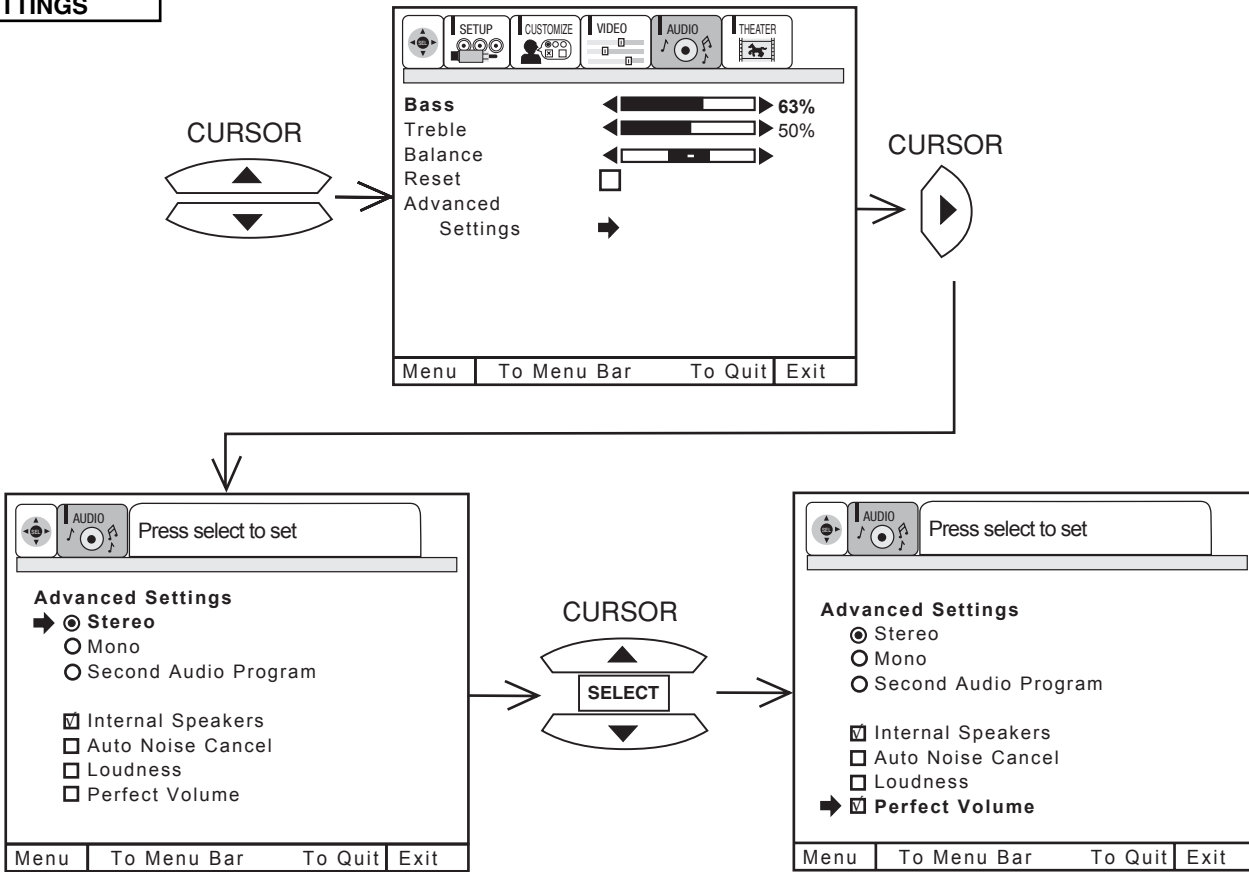 TTINGS
SETUP CUSTOMIZE VIDEO AUDIO THEATER
SEL
Bass 63%
Treble 50%
Balance
Reset
Advanced
Settings
Menu To Menu Bar To Quit Exit
CURSOR
CURSOR
AUDIO Press select to set
SEL
Advanced Settings
Stereo
Mono
Second Audio Program
Internal Speakers
Auto Noise Cancel
Loudness
Perfect Volume
Menu To Menu Bar To Quit Exit
CURSOR
SELECT
AUDIO Press select to set
SEL
Advanced Settings
Stereo
Mono
Second Audio Program
Internal Speakers
Auto Noise Cancel
Loudness
Perfect Volume
Menu To Menu Bar To Quit Exit